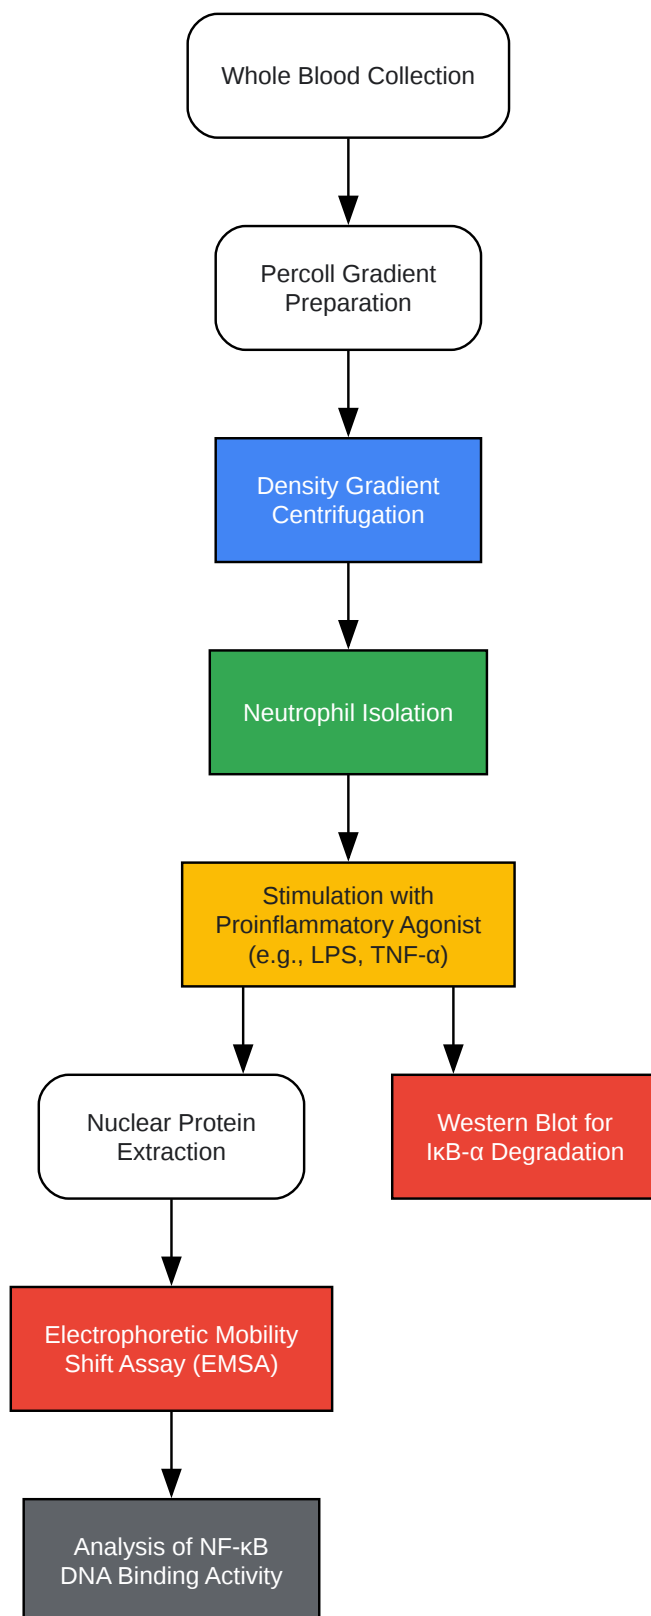 Whole Blood Collection
Percoll Gradient
Preparation
Density Gradient
Centrifugation
Neutrophil Isolation
Stimulation with
Proinflammatory Agonist
(e.g., LPS, TNF-α)
Nuclear Protein
Extraction
Western Blot for
IκB-α Degradation
Electrophoretic Mobility
Shift Assay (EMSA)
Analysis of NF-κB
DNA Binding Activity